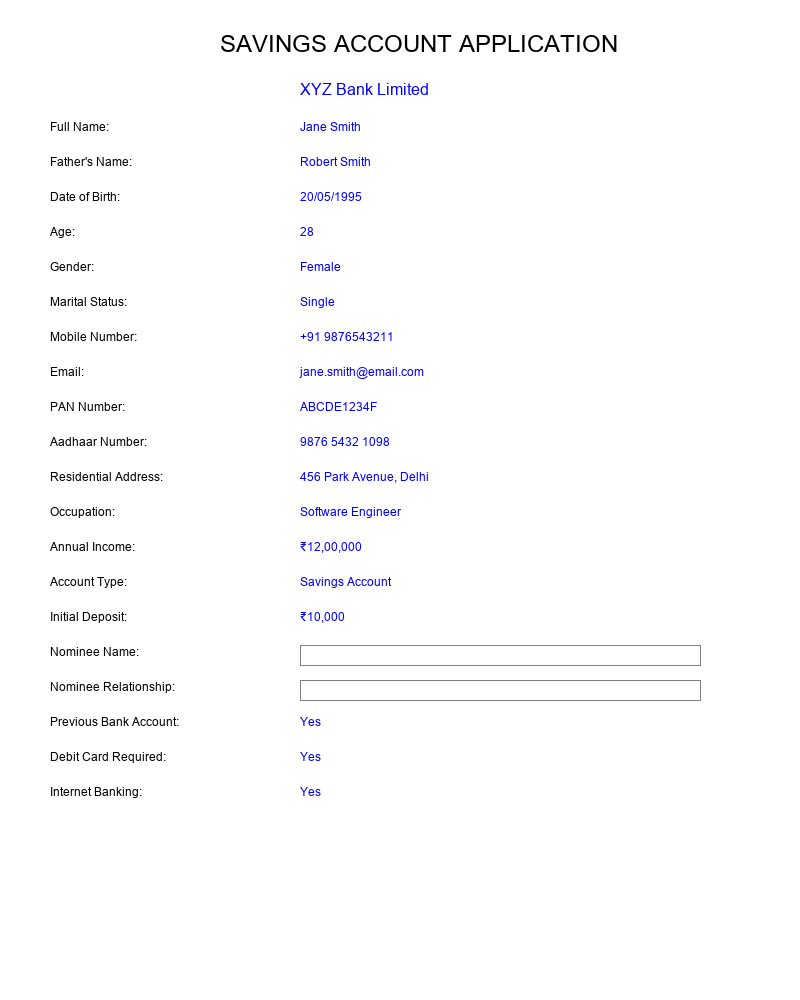 SAVINGS ACCOUNT APPLICATION
XYZ Bank Limited
Full Name: Jane Smith
Father's Name: Robert Smith
Date of Birth: 20/05/1995
Age: 28
Gender: Female
Marital Status: Single
Mobile Number: +91 9876543211
Email: jane.smith@email.com
PAN Number: ABCDE1234F
Aadhaar Number: 9876 5432 1098
Residential Address: 456 Park Avenue, Delhi
Occupation: Software Engineer
Annual Income: ₹12,00,000
Account Type: Savings Account
Initial Deposit: ₹10,000
Nominee Name:
Nominee Relationship:
Previous Bank Account: Yes
Debit Card Required: Yes
Internet Banking: Yes